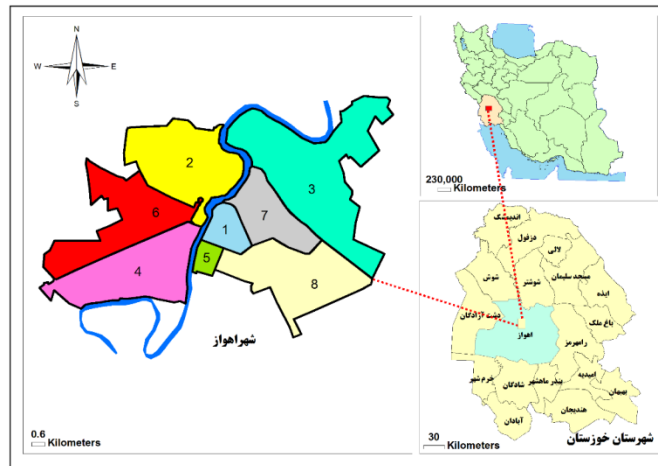 N
W E
S
2
3
6
7
1
4
5
8
شهراهواز
0.6
Kilometers
230,000
Kilometers
اندیمشک
دزفول
لالی
شوش
شوشتر
مسجد سلیمان
ایذه
دشت آزادگان
باغ ملک
اهواز
رامهرمز
امیدیه
خرم شهر
شادگان
بندر ماهشهر
بهبهان
هندیجان
آبادان
30
Kilometers
شهرستان خوزستان